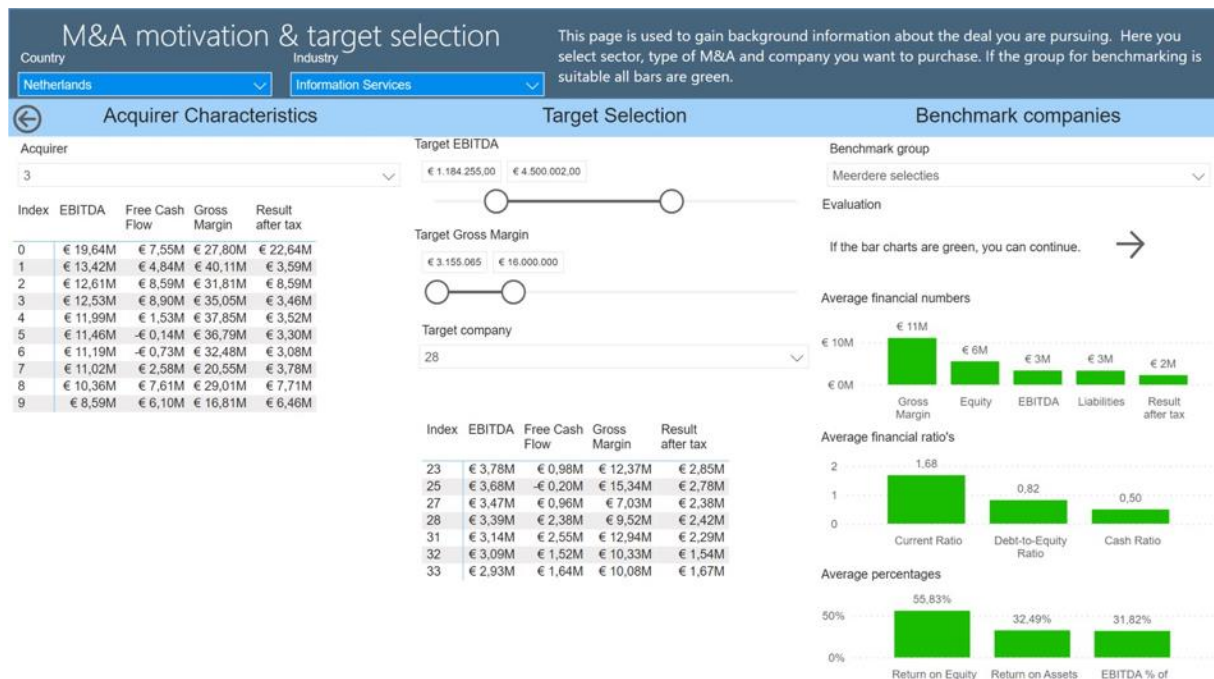 M&A motivation & target selection
This page is used to gain background information about the deal you are pursuing. Here you
select sector, type of M&A and company you want to purchase. If the group for benchmarking is
suitable all bars are green.
Country
Industry
Netherlands
Information Services
Acquirer Characteristics
Target Selection
Benchmark companies
Acquirer
3
Index EBITDA Free Cash Gross Result
Flow Margin after tax
0 € 19,64M € 7,55M € 27,80M € 22,64M
1 € 13,42M € 4,84M € 40,11M € 3,59M
2 € 12,61M € 8,59M € 31,81M € 8,59M
3 € 12,53M € 8,90M € 35,05M € 3,46M
4 € 11,99M € 1,53M € 37,85M € 3,52M
5 € 11,46M -€ 0,14M € 36,79M € 3,30M
6 € 11,19M -€ 0,73M € 32,48M € 3,08M
7 € 11,02M € 2,58M € 20,55M € 3,78M
8 € 10,36M € 7,61M € 29,01M € 7,71M
9 € 8,59M € 6,10M € 16,81M € 6,46M
Target EBITDA
€ 1.184.255,00 € 4.500.002,00
Target Gross Margin
€ 3.155.065 € 16.000.000
Target company
28
Index EBITDA Free Cash Gross Result
Flow Margin after tax
23 € 3,78M € 0,98M € 12,37M € 2,85M
25 € 3,68M -€ 0,20M € 15,34M € 2,78M
27 € 3,47M € 0,96M € 7,03M € 2,38M
28 € 3,39M € 2,38M € 9,52M € 2,42M
31 € 3,14M € 2,55M € 12,94M € 2,29M
32 € 3,09M € 1,52M € 10,33M € 1,54M
33 € 2,93M € 1,64M € 10,08M € 1,67M
Benchmark group
Meerdere selecties
Evaluation
If the bar charts are green, you can continue.
Average financial numbers
€ 11M
€ 10M
€ 6M
€ 3M
€ 3M
€ 2M
€ 0M
Gross Equity EBITDA Liabilities Result
Margin after tax
Average financial ratio's
2
1,68
1
0,82
0,50
0
Current Ratio Debt-to-Equity Cash Ratio
Ratio
Average percentages
55,83%
50%
32,49%
31,82%
0%
Return on Equity Return on Assets EBITDA % of